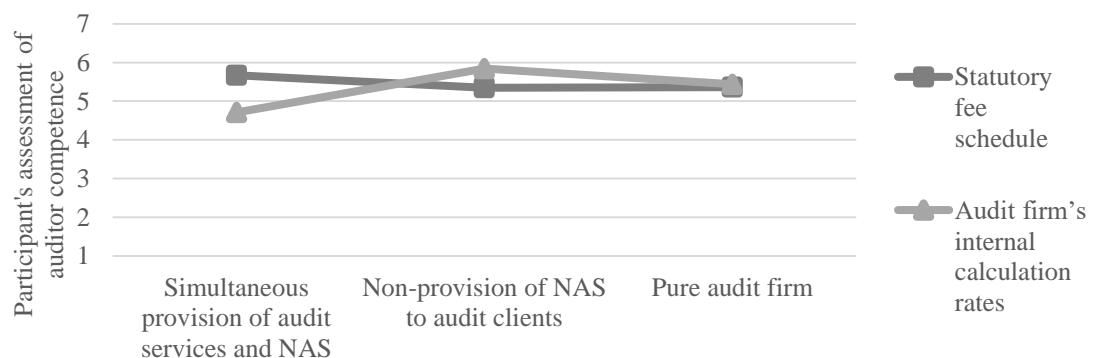 Participant's assessment of
auditor competence
7
6
5
4
3
2
1
Simultaneous
provision of audit
services and NAS
Non-provision of NAS
to audit clients
Pure audit firm
Statutory
fee
schedule
Audit firm’s
internal
calculation
rates